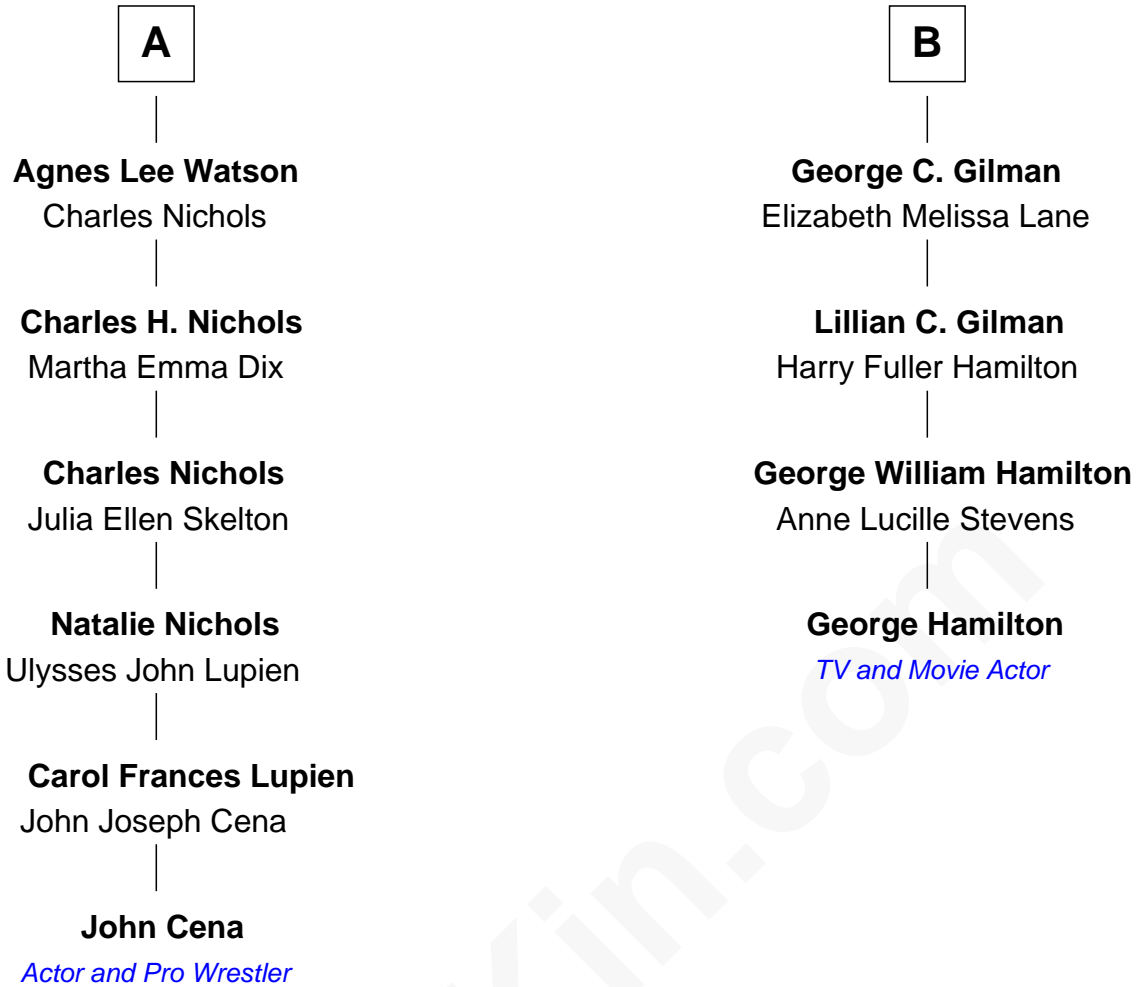 A
Agnes Lee Watson
Charles Nichols
Charles H. Nichols
Martha Emma Dix
Charles Nichols
Julia Ellen Skelton
Natalie Nichols
Ulysses John Lupien
Carol Frances Lupien
John Joseph Cena
John Cena
Actor and Pro Wrestler
B
George C. Gilman
Elizabeth Melissa Lane
Lillian C. Gilman
Harry Fuller Hamilton
George William Hamilton
Anne Lucille Stevens
George Hamilton
TV and Movie Actor
Kin.com